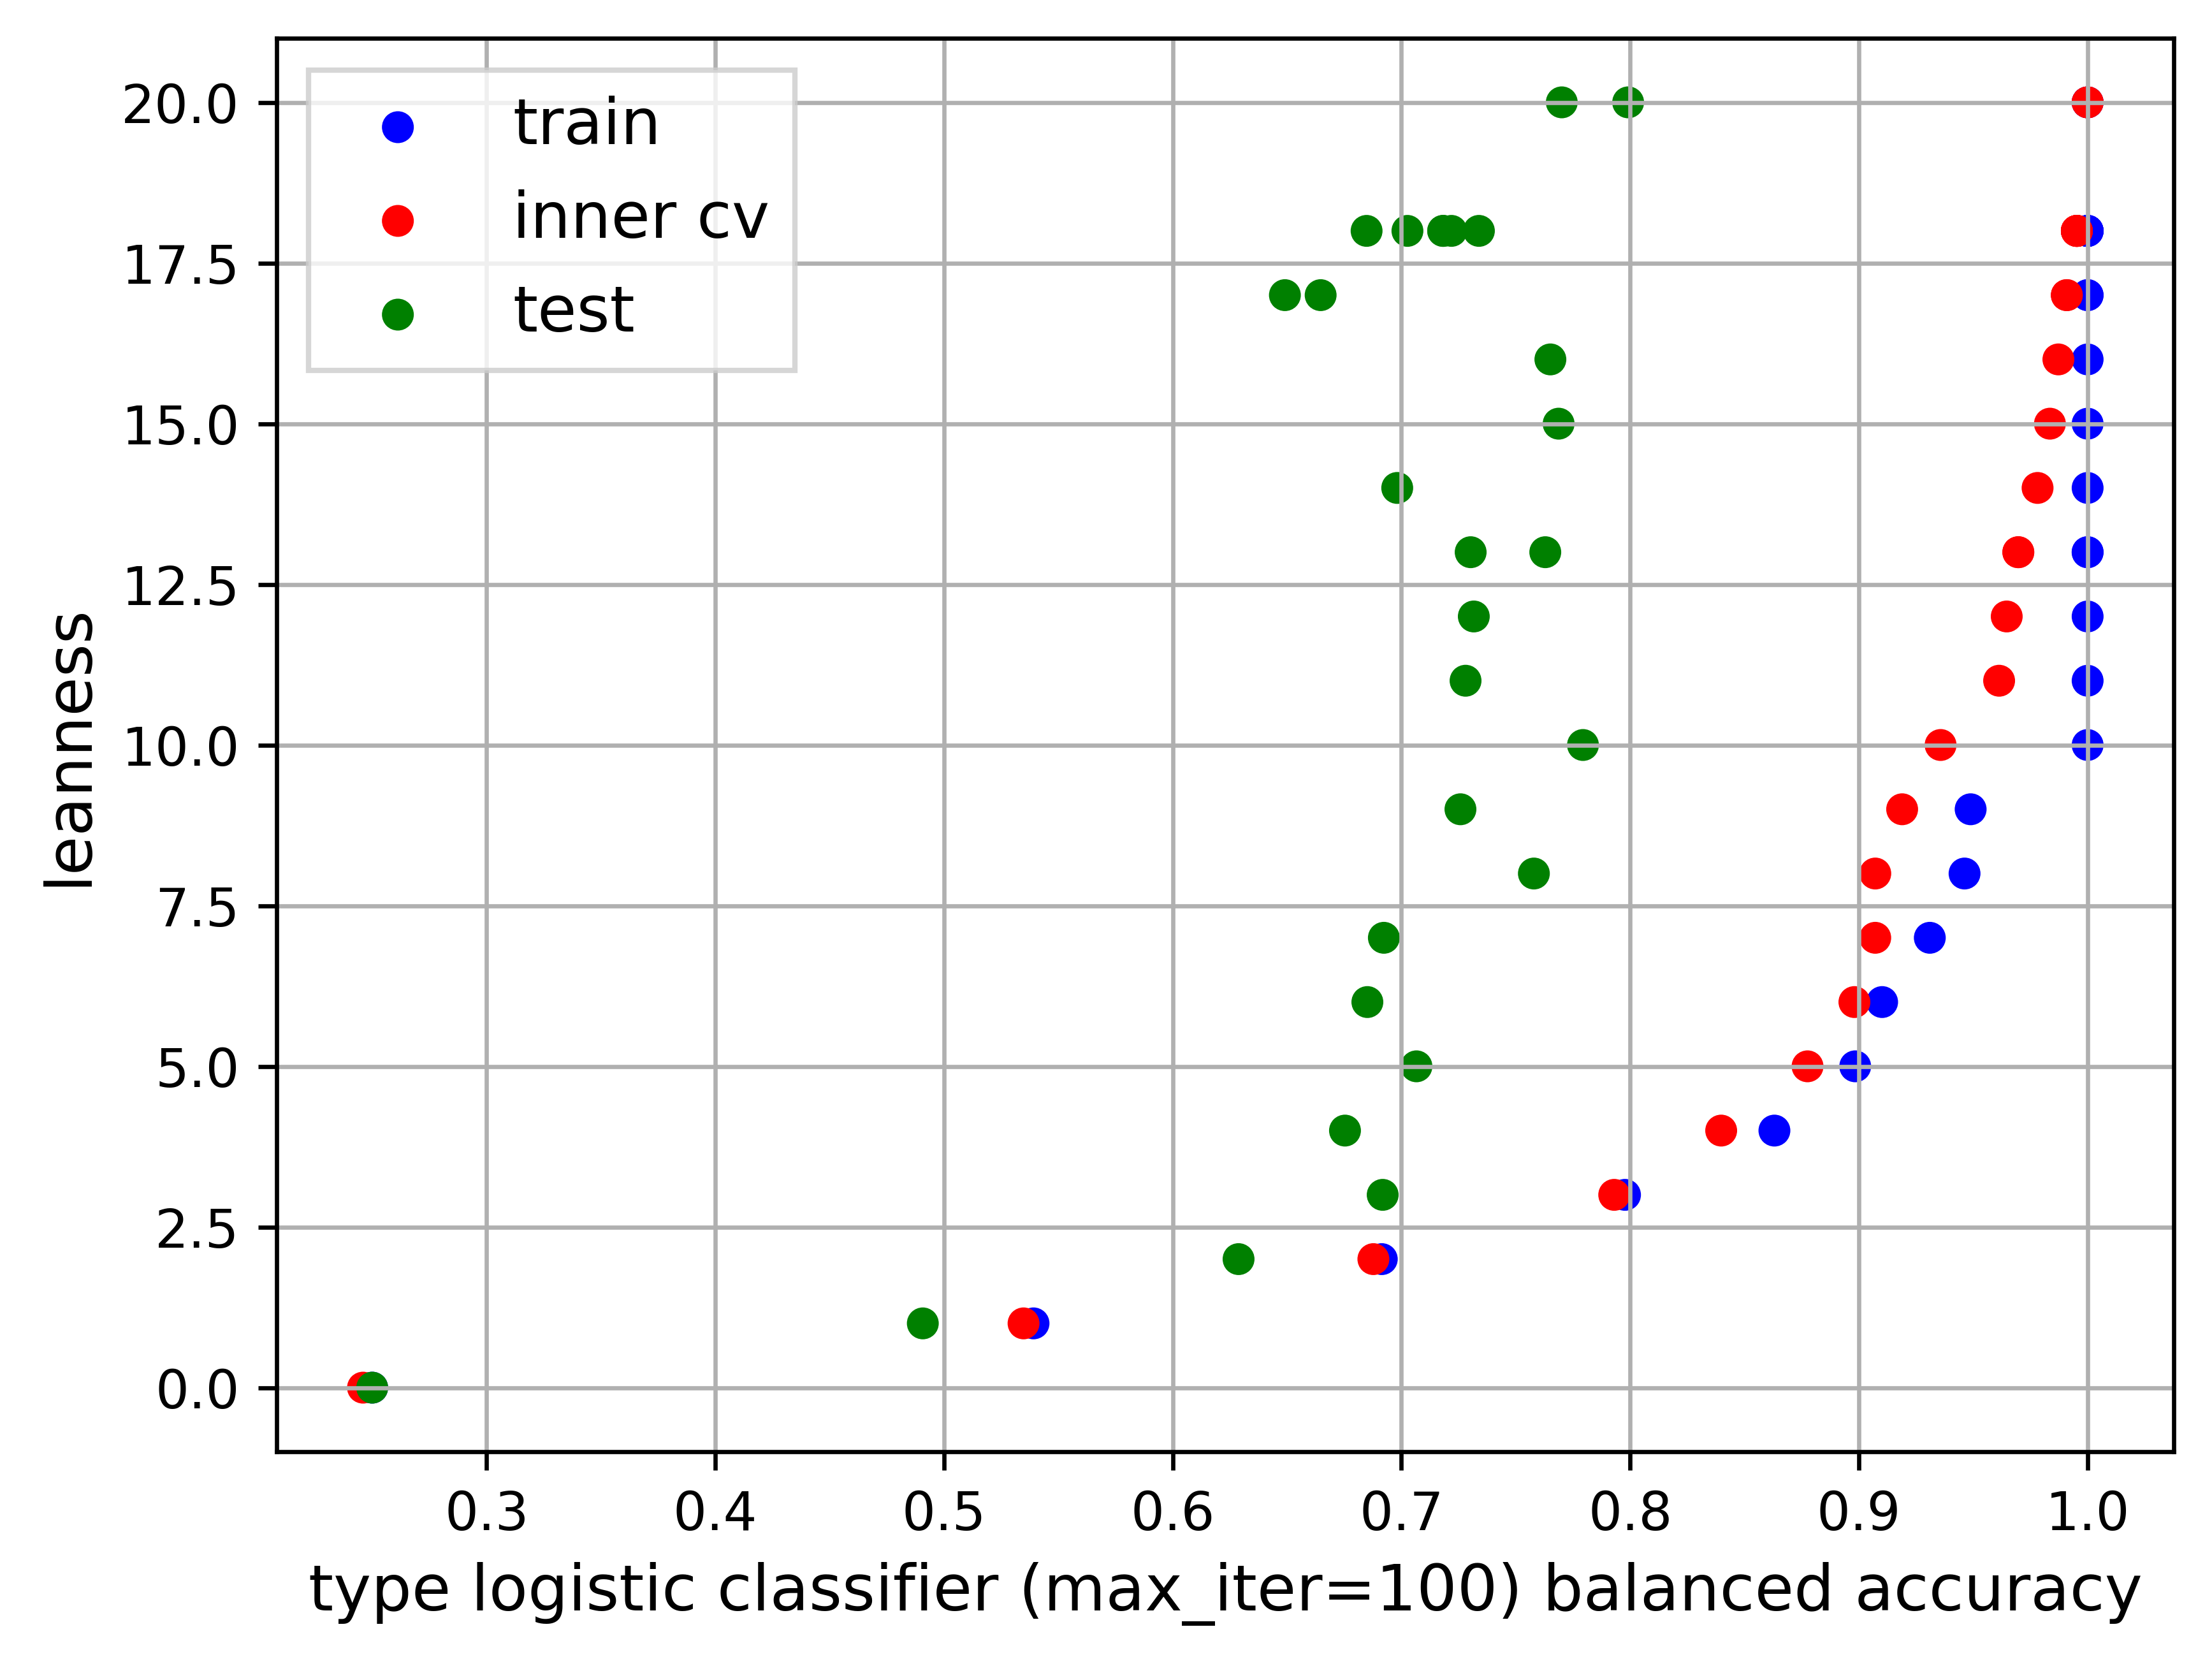 train
inner cv
test
20.0
17.5
15.0
12.5
10.0
7.5
5.0
2.5
0.0
leanness
0.3 0.4 0.5 0.6 0.7 0.8 0.9 1.0
type logistic classifier (max_iter=100) balanced accuracy